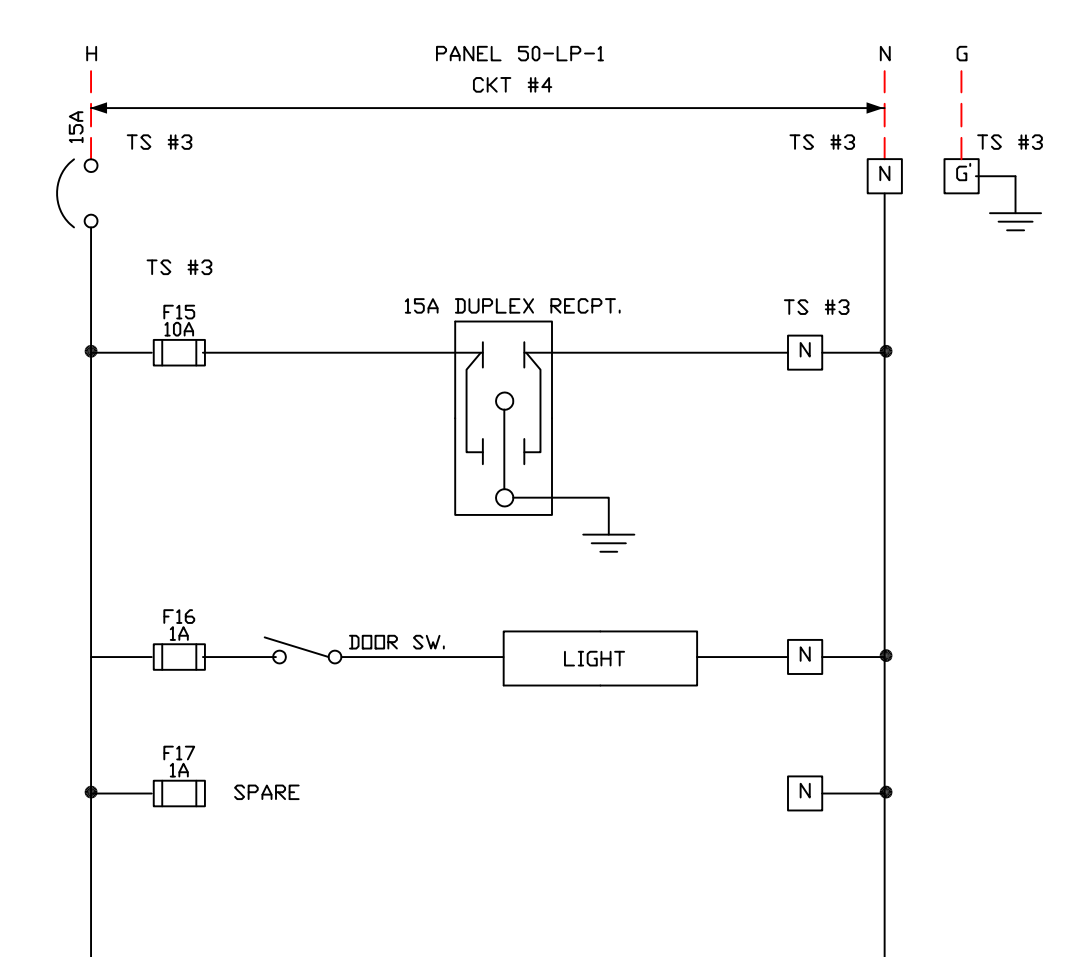 H
PANEL 50-LP-1
N
G
CKT #4
15A
TS #3
TS #3
TS #3
N
G'
TS #3
F15
10A
15A DUPLEX RECPT.
TS #3
N
F16
1A
DOOR SW.
LIGHT
N
F17
1A
SPARE
N